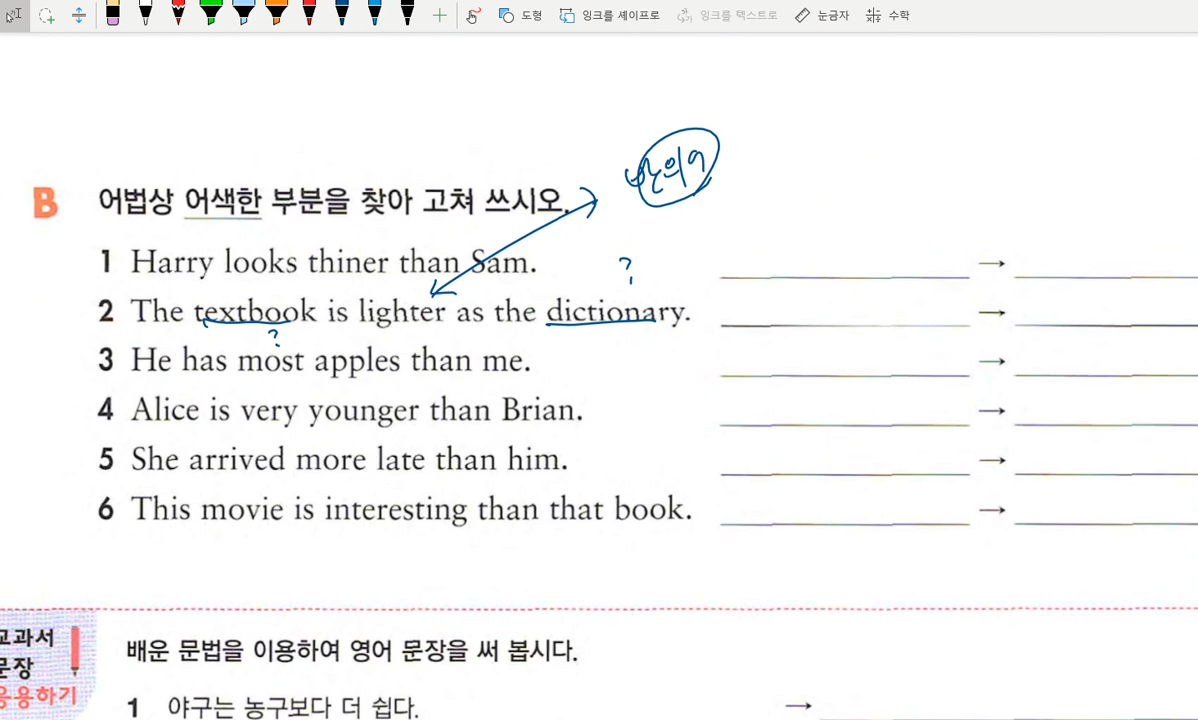 도형 잉크를 셰이프로 잉크를 텍스트로 눈금자 수학
반의어
B 어법상 어색한 부분을 찾아 고쳐 쓰시오.
1 Harry looks thiner than Sam. →
?
2 The textbook is lighter as the dictionary. →
?
3 He has most apples than me. →
4 Alice is very younger than Brian. →
5 She arrived more late than him. →
6 This movie is interesting than that book. →
교과서
문장
응용하기
배운 문법을 이용하여 영어 문장을 써 봅시다.
1 야구는 농구보다 더 쉽다. →